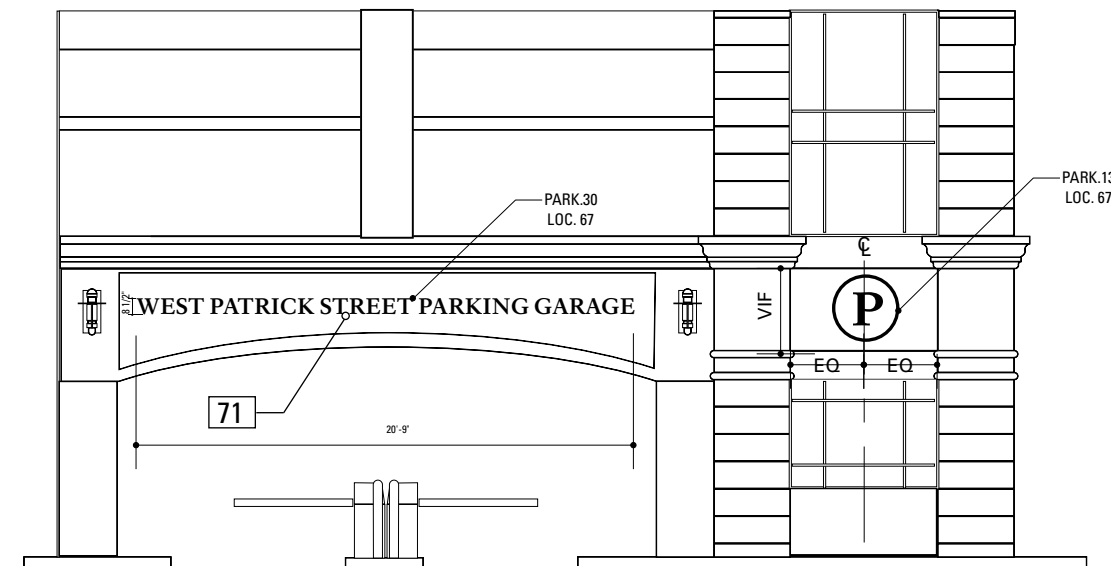 PARK.30
LOC. 67
PARK.13
LOC. 67
℄
8 1/2"
WEST PATRICK STREET PARKING GARAGE
P
VIF
EQ
EQ
71
20'-9"